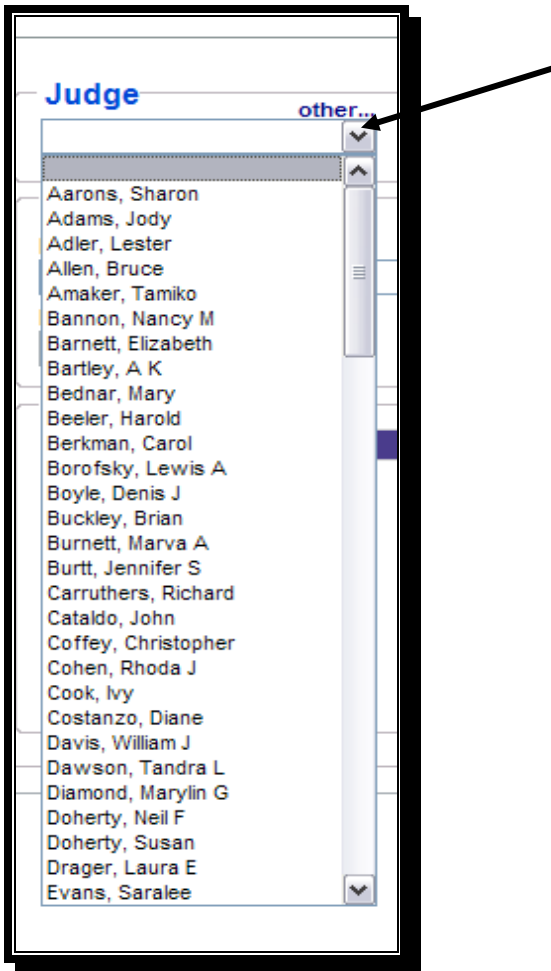 Judge
other...
Aarons, Sharon
Adams, Jody
Adler, Lester
Allen, Bruce
Amaker, Tamiko
Bannon, Nancy M
Barnett, Elizabeth
Bartley, A K
Bednar, Mary
Beeler, Harold
Berkman, Carol
Borofsky, Lewis A
Boyle, Denis J
Buckley, Brian
Burnett, Marva A
Burtt, Jennifer S
Carruthers, Richard
Cataldo, John
Coffey, Christopher
Cohen, Rhoda J
Cook, Ivy
Costanzo, Diane
Davis, William J
Dawson, Tandra L
Diamond, Marylin G
Doherty, Neil F
Doherty, Susan
Drager, Laura E
Evans, Saralee